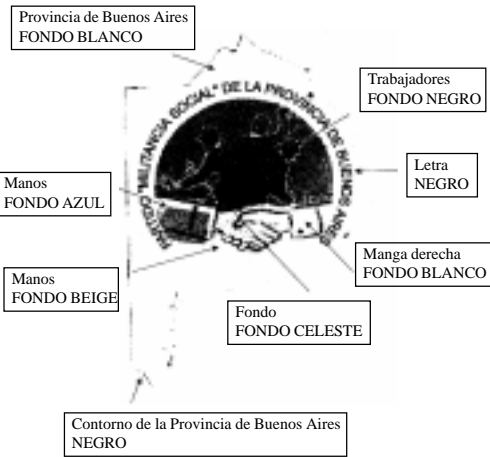 Provincia de Buenos Aires
FONDO BLANCO
Trabajadores
FONDO NEGRO
PARTIDO "MILITANCIA SOCIAL" DE LA PROVINCIA DE BUENOS AIRES
Letra
NEGRO
Manos
FONDO AZUL
Manga derecha
FONDO BLANCO
Manos
FONDO BEIGE
Fondo
FONDO CELESTE
Contorno de la Provincia de Buenos Aires
NEGRO